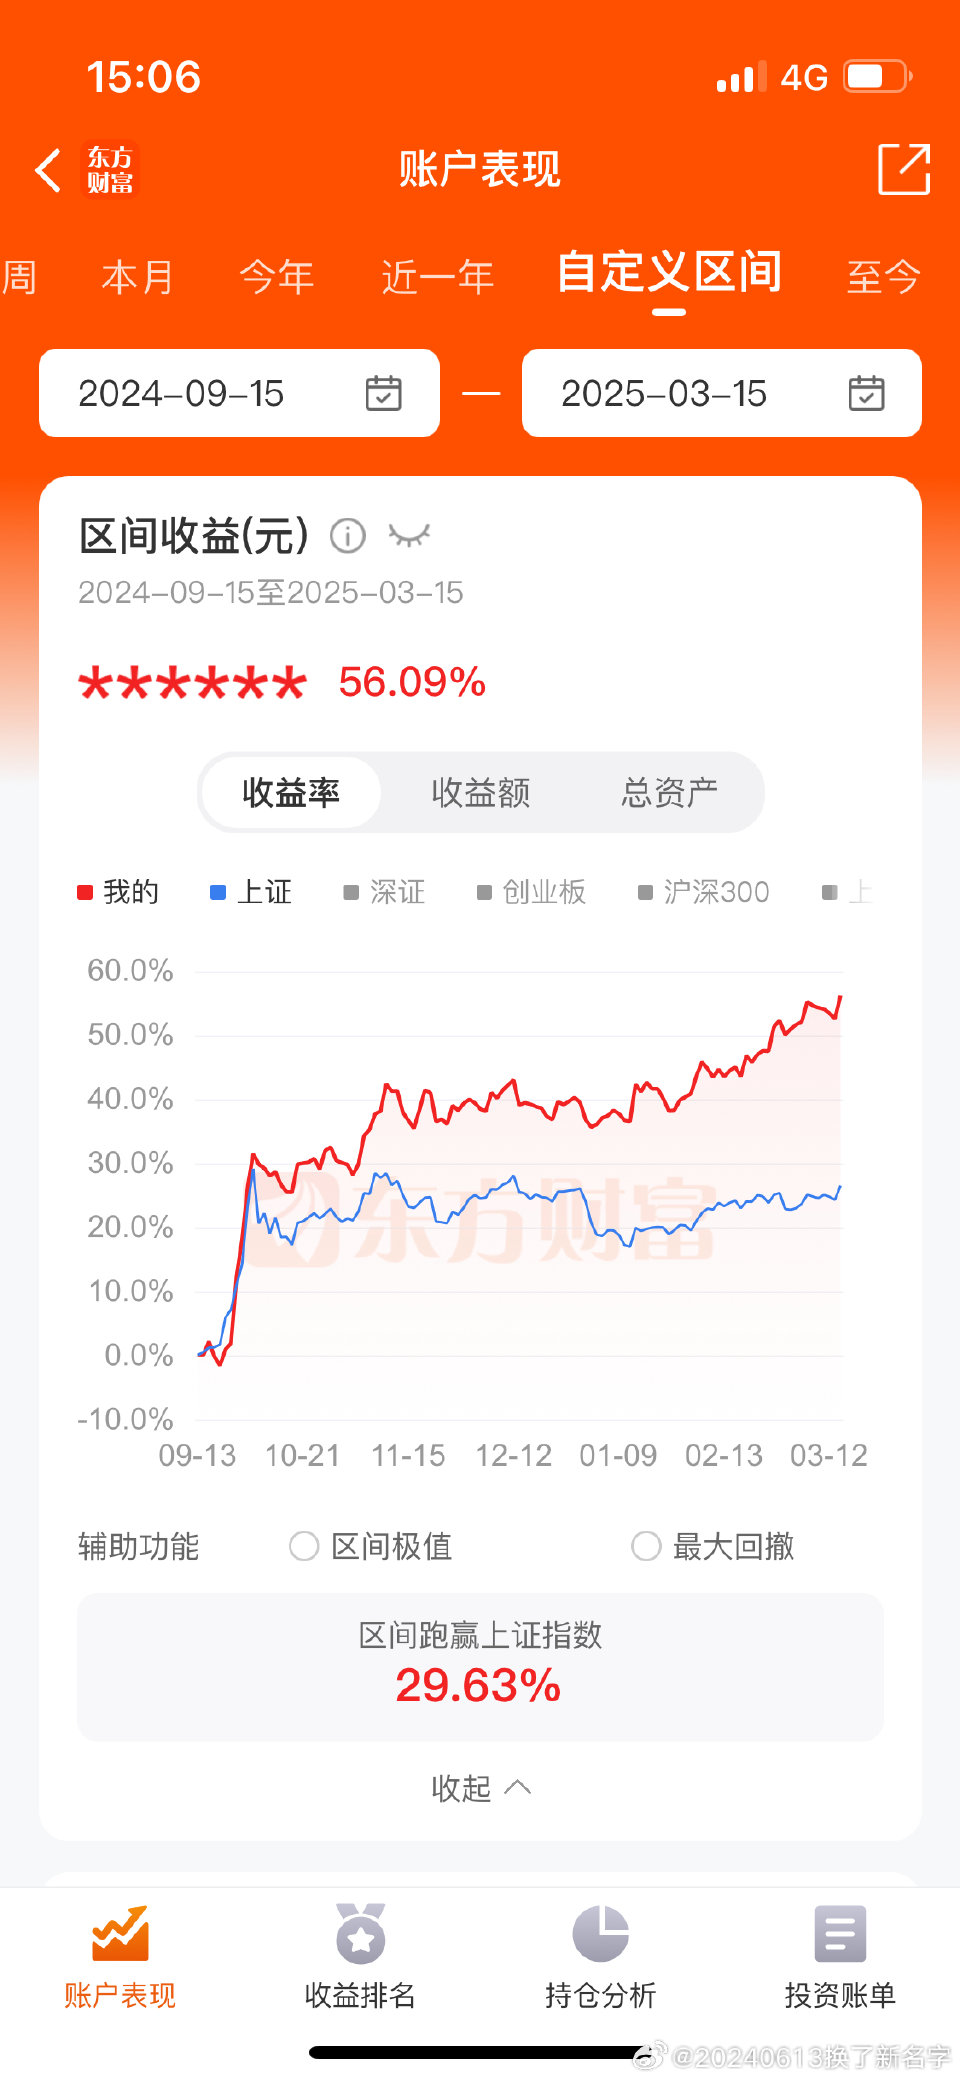 15:06 4G
东方财富 账户表现
周 本月 今年 近一年 自定义区间 至今
2024-09-15 — 2025-03-15
区间收益(元)
2024-09-15至2025-03-15
****** 56.09%
收益率 收益额 总资产
我的 上证 深证 创业板 沪深300 上
60.0%
50.0%
40.0%
30.0%
20.0%
10.0%
0.0%
-10.0%
东方财富
09-13 10-21 11-15 12-12 01-09 02-13 03-12
辅助功能 区间极值 最大回撤
区间跑赢上证指数
29.63%
收起
账户表现 收益排名 持仓分析 投资账单
@20240613换了新名字